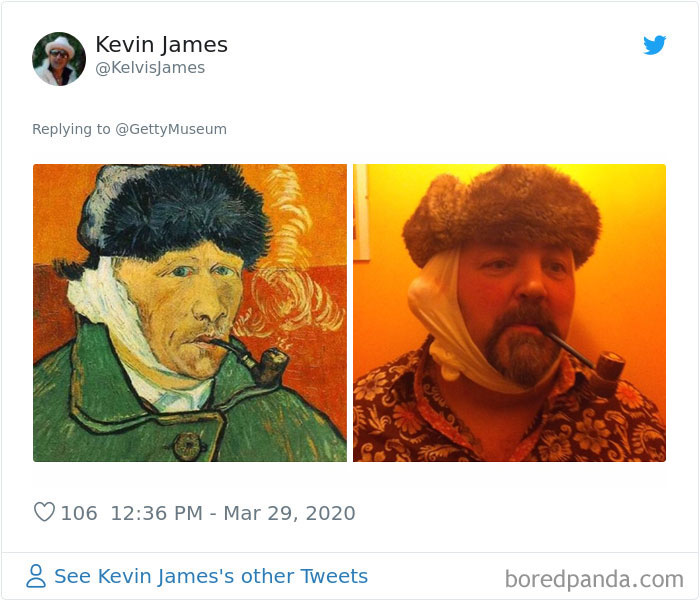 Kevin James
@KelvisJames
Replying to @GettyMuseum
106 12:36 PM - Mar 29, 2020
See Kevin James's other Tweets
boredpanda.com